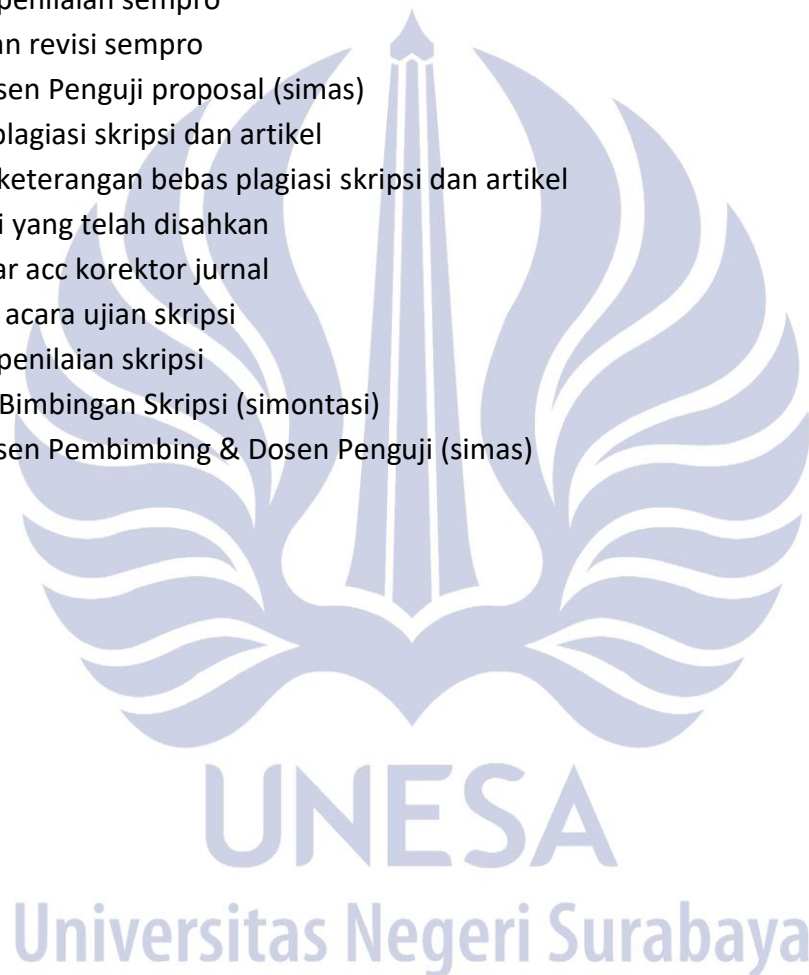 penilaian sempro
an revisi sempro
sen Penguji proposal (simas)
plagiasi skripsi dan artikel
keterangan bebas plagiasi skripsi dan artikel
i yang telah disahkan
ar acc korektor jurnal
acara ujian skripsi
penilaian skripsi
Bimbingan Skripsi (simontasi)
sen Pembimbing & Dosen Penguji (simas)
UNESA
Universitas Negeri Surabaya